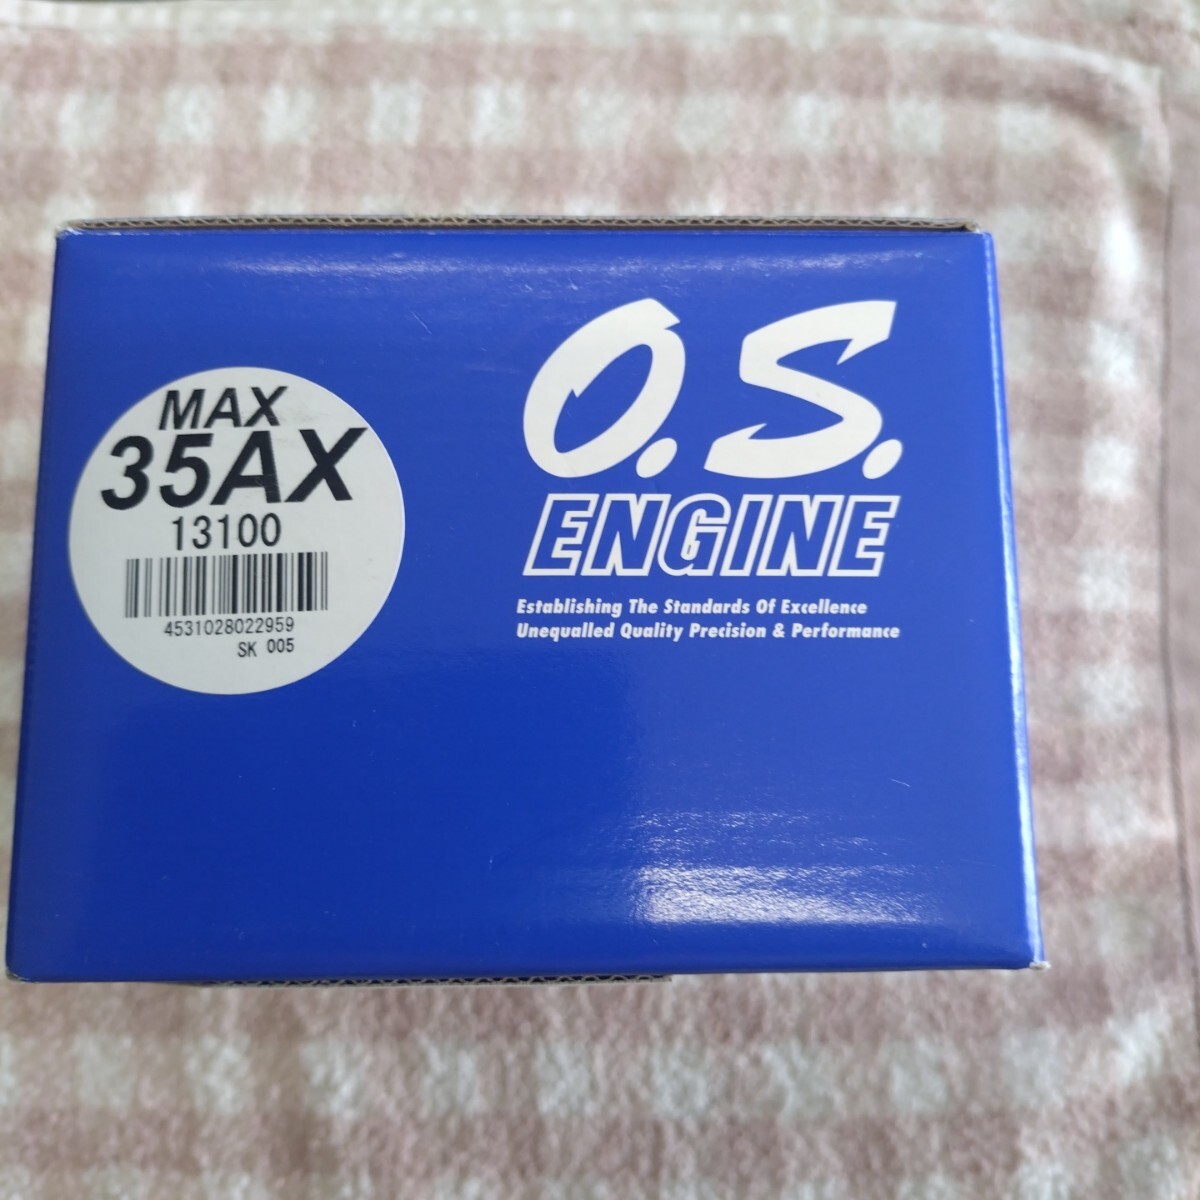 MAX
35AX
13100
4531028022959
SK 005
O.S.
ENGINE
Establishing The Standards Of Excellence
Unequalled Quality Precision & Performance